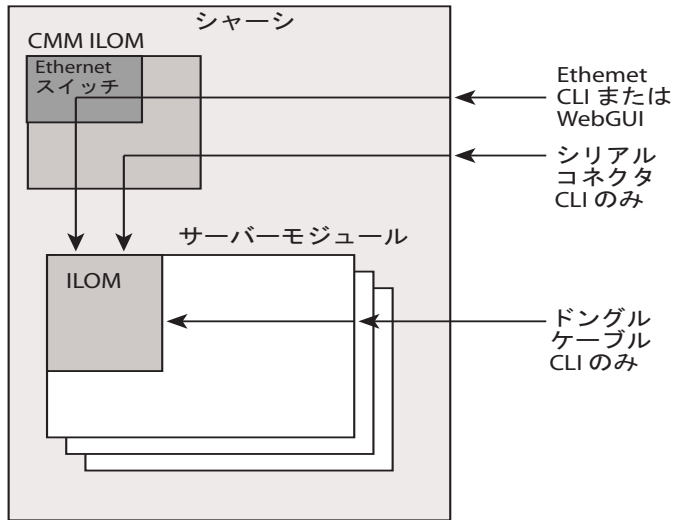 シャーシ
CMM ILOM
Ethernet
スイッチ
Ethemet
CLI または
WebGUI
シリアル
コネクタ
CLI のみ
サーバーモジュール
ILOM
ドングル
ケーブル
CLI のみ